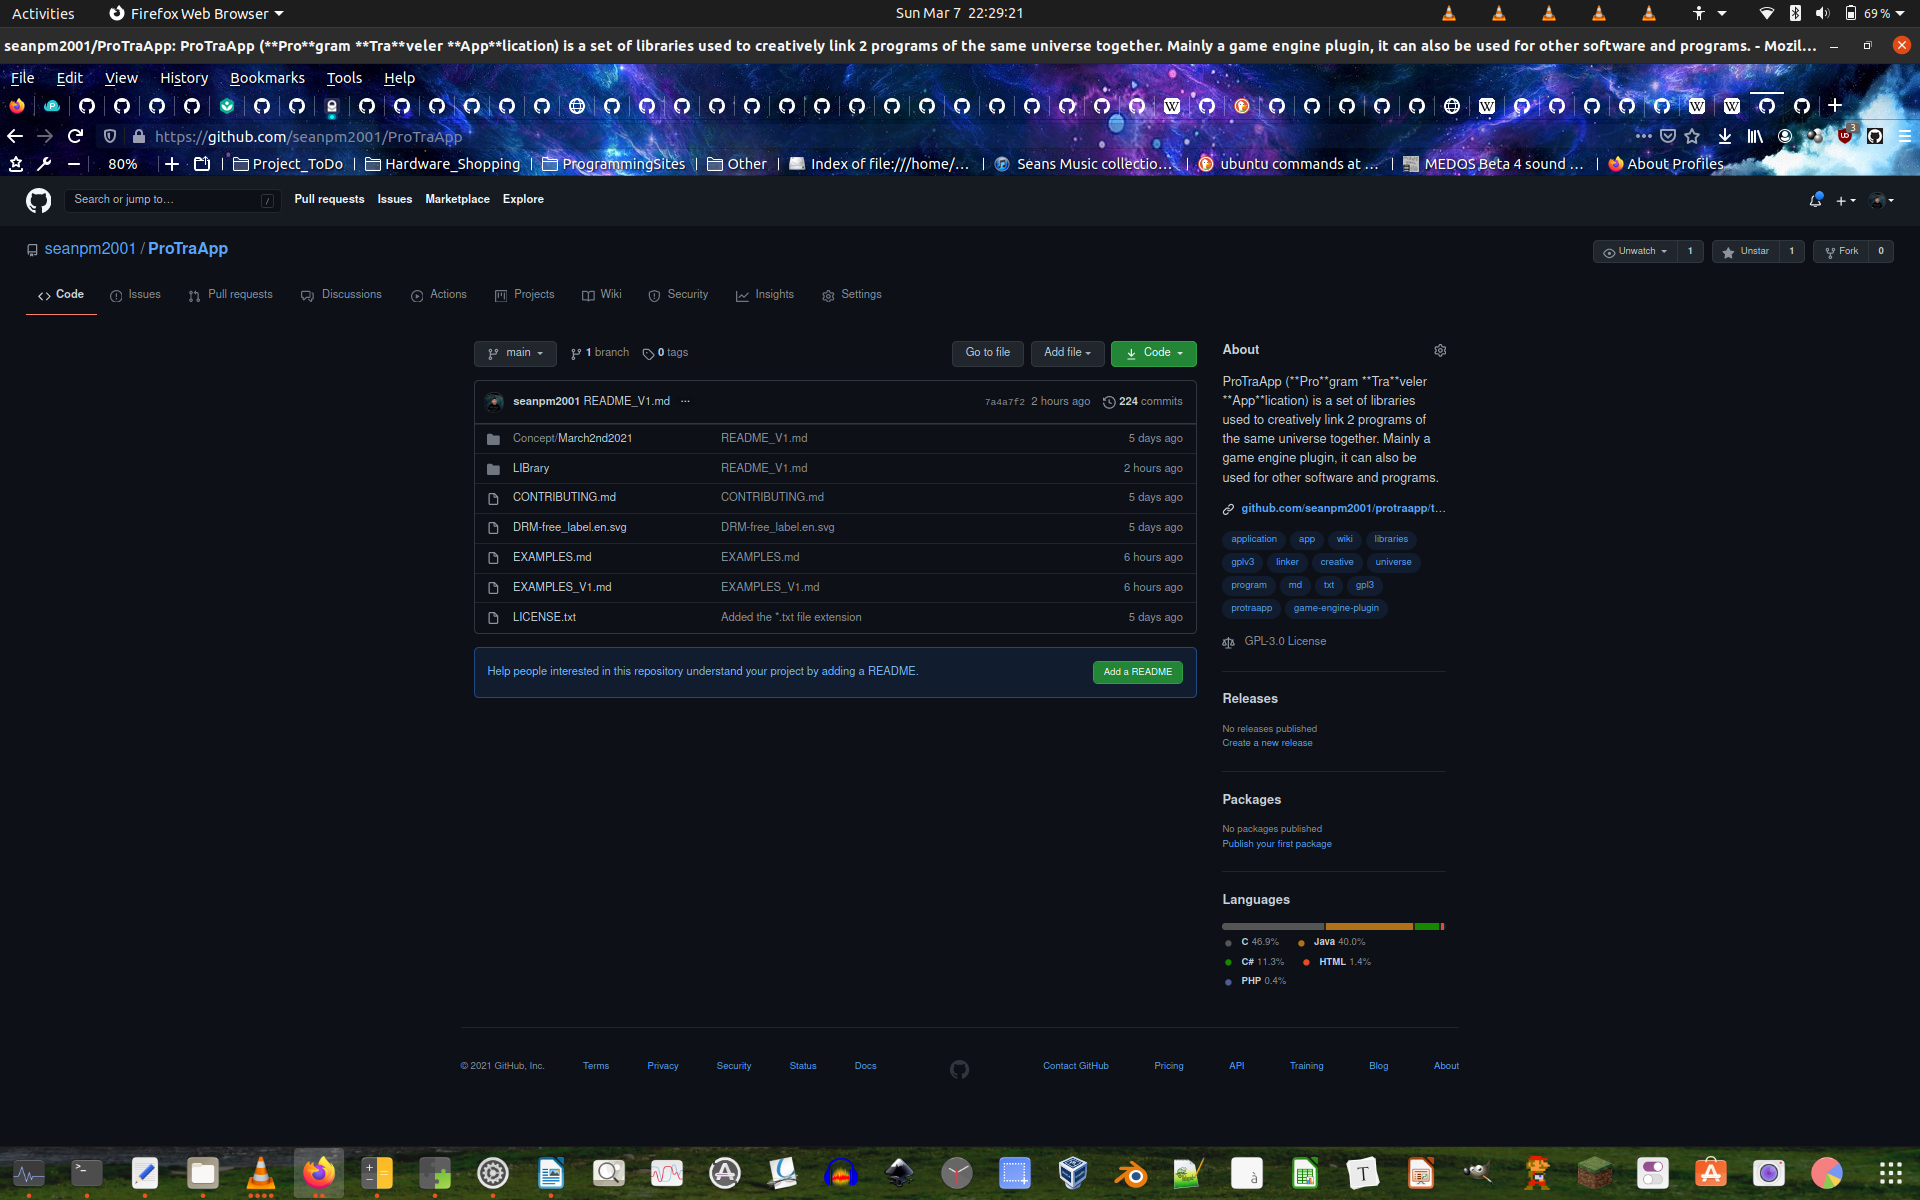 Activities Firefox Web Browser Sun Mar 7 22:29:21 69 %
seanpm2001/ProTraApp: ProTraApp (**Pro**gram **Tra**veler **App**lication) is a set of libraries used to creatively link 2 programs of the same universe together. Mainly a game engine plugin, it can also be used for other software and programs. - Mozil…
File Edit View History Bookmarks Tools Help
https://github.com/seanpm2001/ProTraApp 3
80% Project_ToDo Hardware_Shopping ProgrammingSites Other Index of file:///home/… Seans Music collectio… ubuntu commands at … MEDOS Beta 4 sound … About Profiles
Search or jump to… / Pull requests Issues Marketplace Explore
seanpm2001 / ProTraApp Unwatch 1 Unstar 1 Fork 0
Code Issues Pull requests Discussions Actions Projects Wiki Security Insights Settings
main 1 branch 0 tags Go to file Add file Code
seanpm2001 README_V1.md ... 7a4a7f2 2 hours ago 224 commits
Concept/March2nd2021 README_V1.md 5 days ago
LIBrary README_V1.md 2 hours ago
CONTRIBUTING.md CONTRIBUTING.md 5 days ago
DRM-free_label.en.svg DRM-free_label.en.svg 5 days ago
EXAMPLES.md EXAMPLES.md 6 hours ago
EXAMPLES_V1.md EXAMPLES_V1.md 6 hours ago
LICENSE.txt Added the *.txt file extension 5 days ago
Help people interested in this repository understand your project by adding a README. Add a README
About
ProTraApp (**Pro**gram **Tra**veler
**App**lication) is a set of libraries
used to creatively link 2 programs of
the same universe together. Mainly a
game engine plugin, it can also be
used for other software and programs.
github.com/seanpm2001/protraapp/t…
application app wiki libraries
gplv3 linker creative universe
program md txt gpl3
protraapp game-engine-plugin
GPL-3.0 License
Releases
No releases published
Create a new release
Packages
No packages published
Publish your first package
Languages
C 46.9% Java 40.0%
C# 11.3% HTML 1.4%
PHP 0.4%
© 2021 GitHub, Inc. Terms Privacy Security Status Docs Contact GitHub Pricing API Training Blog About